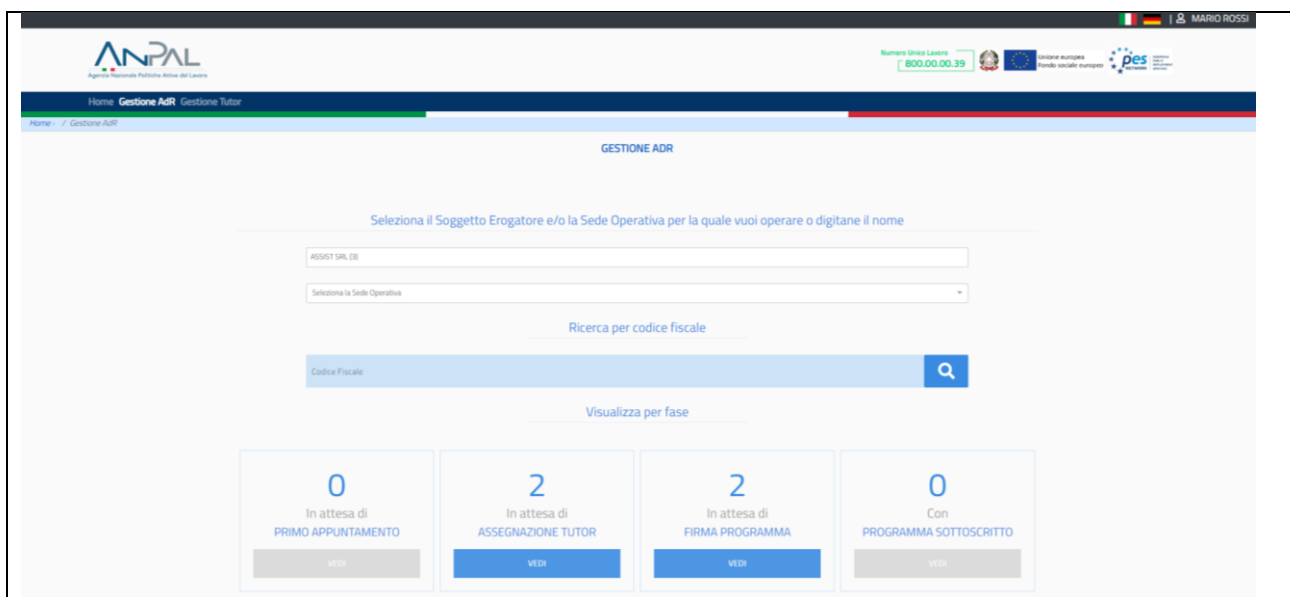 | MARIO ROSSI
ANPAL
Agenzia Nazionale Politiche Attive del Lavoro
Numero Unico Lavoro
800.00.00.39
Unione europea
Fondo sociale europeo
pes
NETWORK
Home Gestione AdR Gestione Tutor
Home - / Gestione AdR
GESTIONE ADR
Seleziona il Soggetto Erogatore e/o la Sede Operativa per la quale vuoi operare o digitane il nome
ASSIST SRL (3)
Seleziona la Sede Operativa
Ricerca per codice fiscale
Codice Fiscale
Visualizza per fase
0
In attesa di
PRIMO APPUNTAMENTO
VEDI
2
In attesa di
ASSEGNAZIONE TUTOR
VEDI
2
In attesa di
FIRMA PROGRAMMA
VEDI
0
Con
PROGRAMMA SOTTOSCRITTO
VEDI